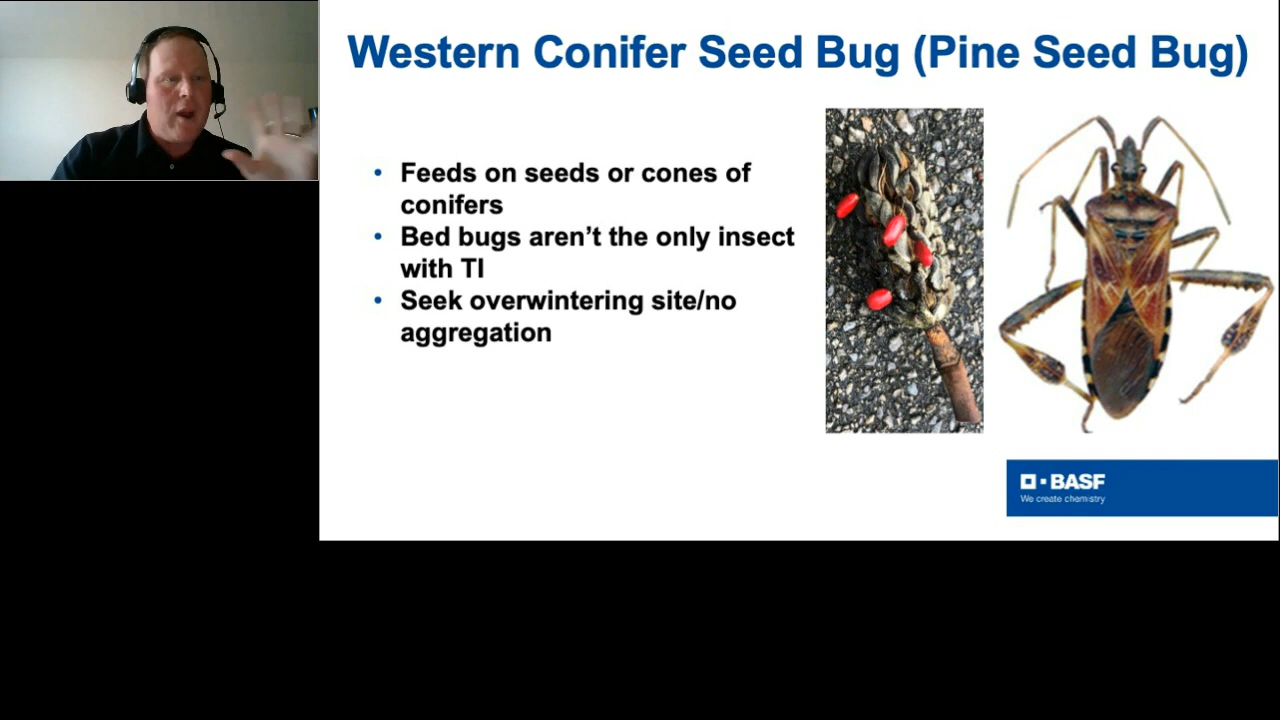 Western Conifer Seed Bug (Pine Seed Bug)
• Feeds on seeds or cones of
conifers
• Bed bugs aren’t the only insect
with TI
• Seek overwintering site/no
aggregation
BASF
We create chemistry